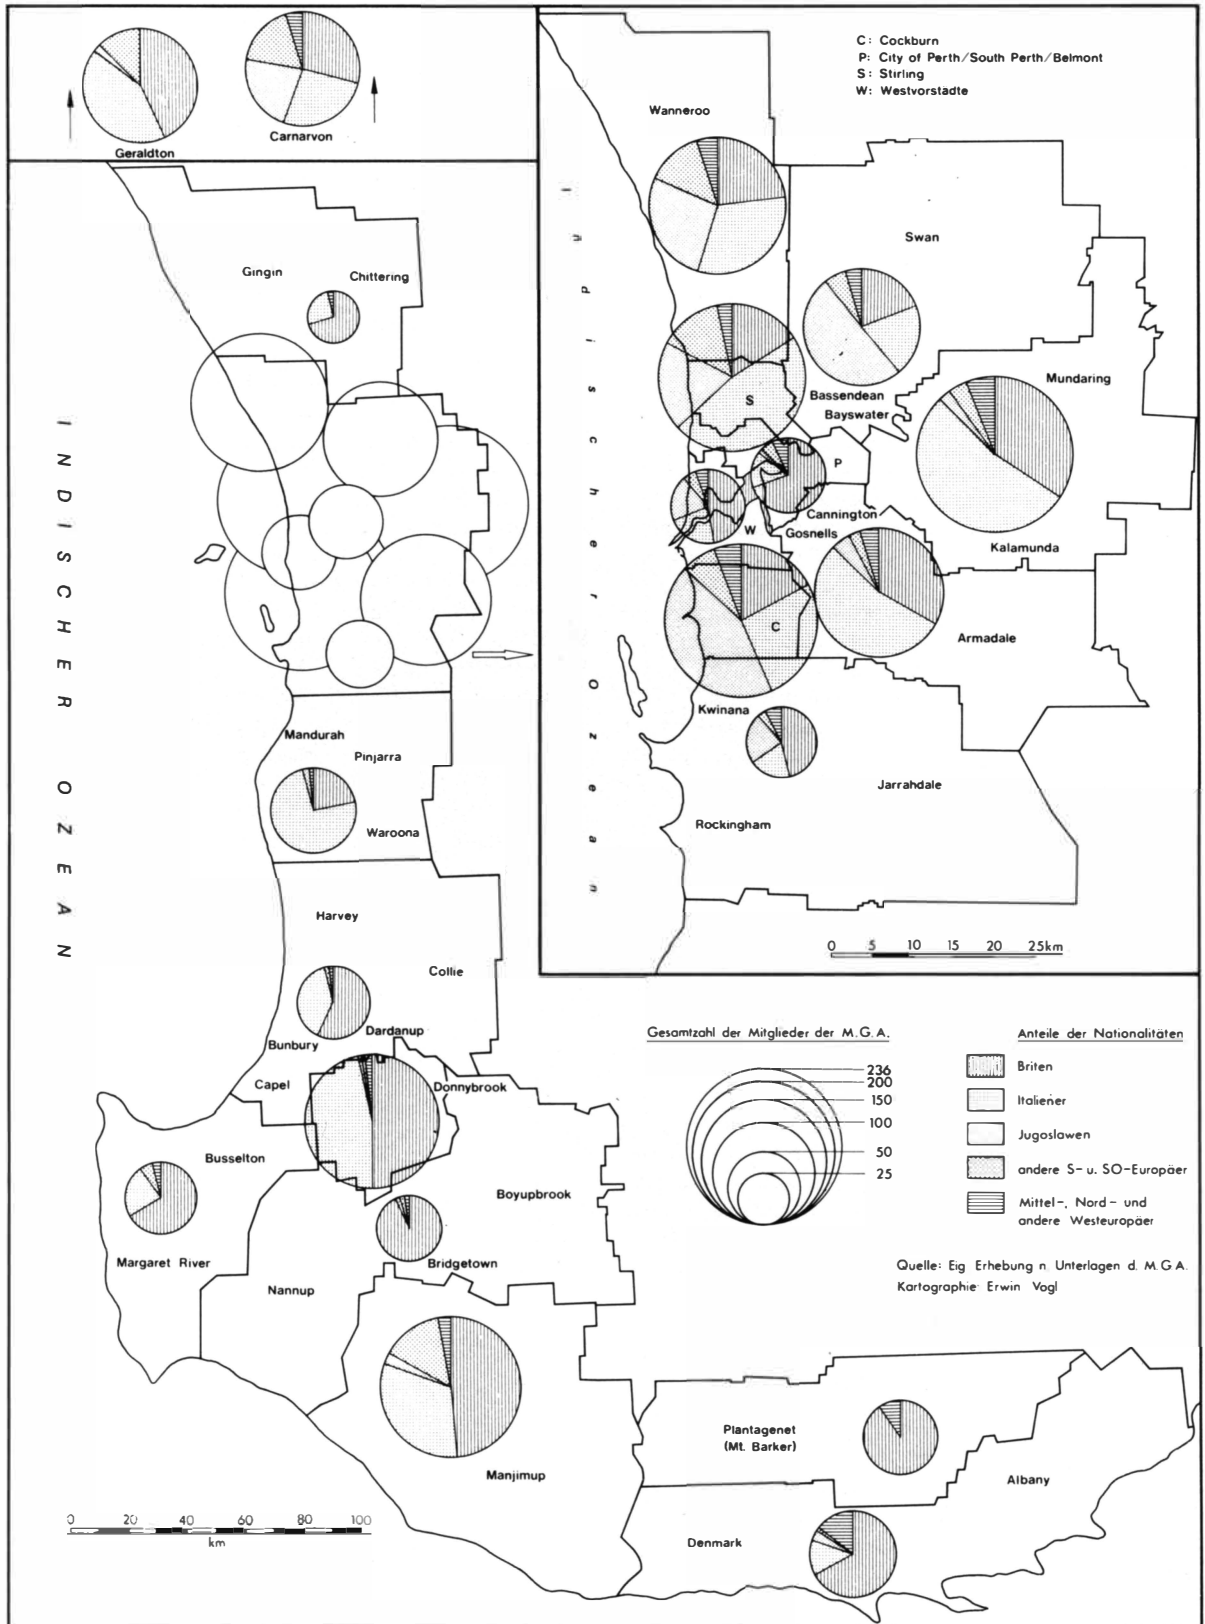 Geraldton
Carnarvon
C: Cockburn
P: City of Perth/South Perth/Belmont
S: Stirling
W: Westvorstädte
Wanneroo
Swan
Gingin
Chittering
Mundaring
Bassendean
Bayswater
S
P
Cannington
W
Gosnells
Kalamunda
C
Armadale
Kwinana
Jarrahdale
Rockingham
Indischer Ozean
0 5 10 15 20 25km
INDISCHER OZEAN
Mandurah
Pinjarra
Waroona
Harvey
Collie
Dardanup
Bunbury
Capel
Donnybrook
Busselton
Boyupbrook
Margaret River
Bridgetown
Nannup
Manjimup
Plantagenet
(Mt. Barker)
Albany
Denmark
0 20 40 60 80 100
km
Gesamtzahl der Mitglieder der M.G.A.
236
200
150
100
50
25
Anteile der Nationalitäten
Briten
Italiener
Jugoslawen
andere S- u. SO-Europäer
Mittel-, Nord- und
andere Westeuropäer
Quelle: Eig Erhebung n. Unterlagen d. M.G.A.
Kartographie Erwin Vogl